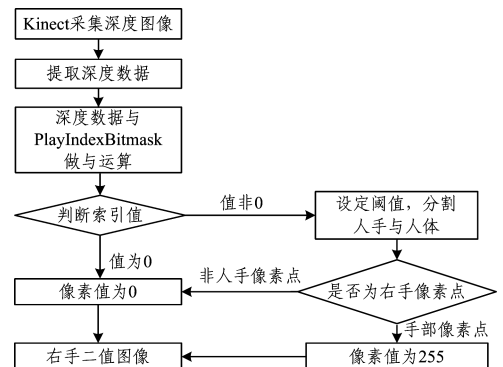 Kinect采集深度图像
提取深度数据
深度数据与
PlayIndexBitmask
做与运算
判断索引值
值非0
设定阈值，分割
人手与人体
值为0
非人手像素点
是否为右手像素点
像素值为0
手部像素点
右手二值图像
像素值为255